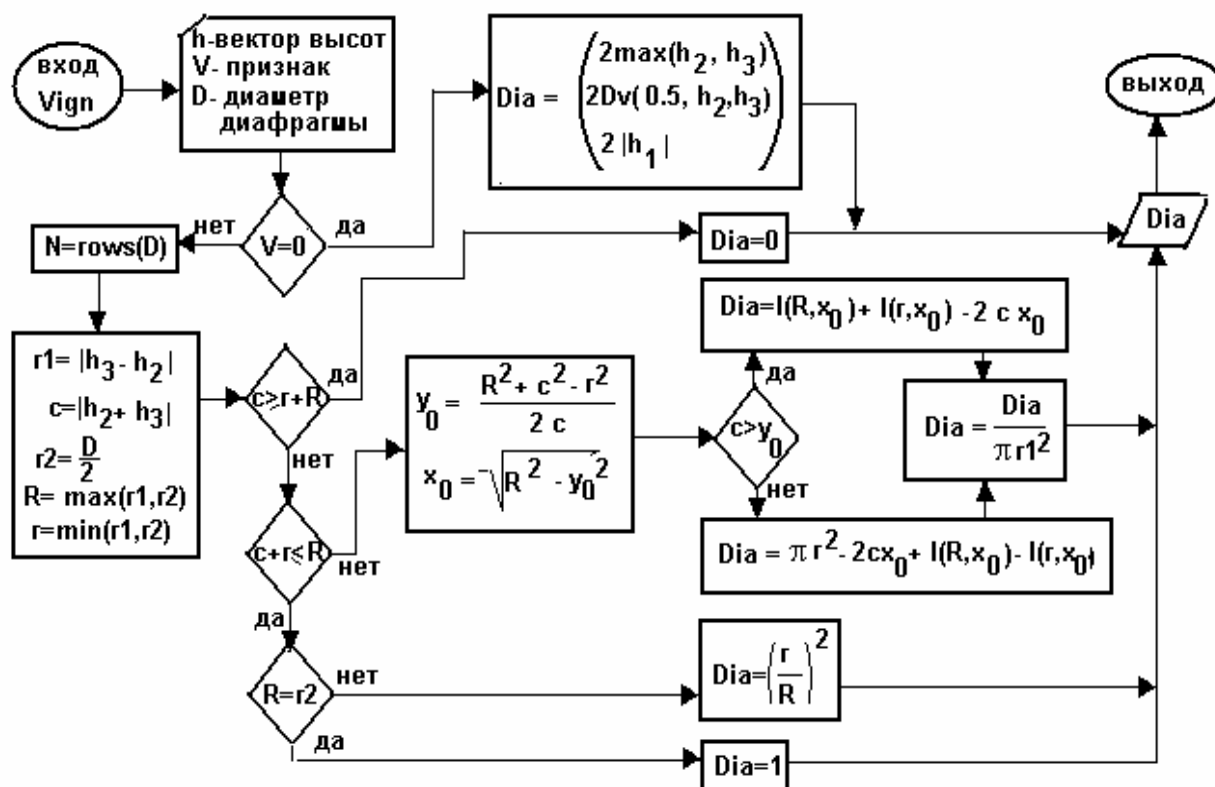 вход
Vign
h-вектор высот
V- признак
D- диаметр
диафрагмы
Dia = (2max(h₂, h₃)
2Dv( 0.5, h₂,h₃)
2 |h₁|)
выход
нет
V=0
да
N=rows(D)
Dia=0
Dia
r1= |h₃ - h₂|
c=|h₂+ h₃|
r2= D/2
R= max(r1,r2)
r=min(r1,r2)
c≥r+R
да
нет
y₀ = (R² + c² - r²)/(2 c)
x₀ = √(R² - y₀²)
Dia=I(R,x₀)+ I(r,x₀) - 2 c x₀
да
c>y₀
нет
Dia = Dia/(π r1²)
Dia = π r² - 2cx₀+ I(R,x₀)- I(r,x₀)
c+r≤R
нет
да
R=r2
нет
Dia=(r/R)²
да
Dia=1